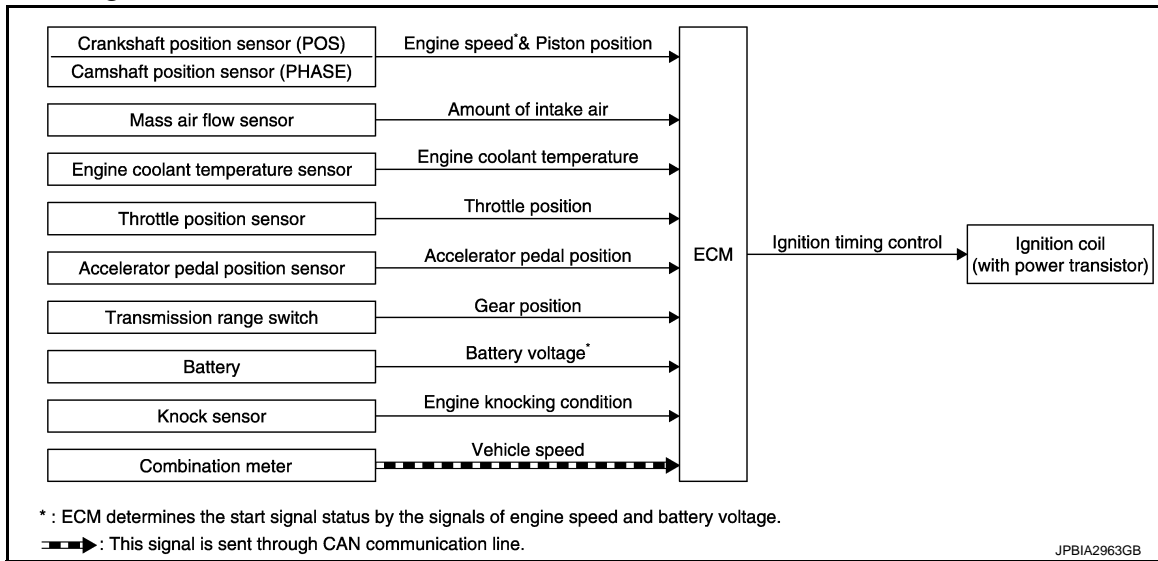 Crankshaft position sensor (POS)
Engine speed*& Piston position
Camshaft position sensor (PHASE)
Mass air flow sensor
Amount of intake air
Engine coolant temperature sensor
Engine coolant temperature
Throttle position sensor
Throttle position
Accelerator pedal position sensor
Accelerator pedal position
Transmission range switch
Gear position
Battery
Battery voltage*
Knock sensor
Engine knocking condition
Combination meter
Vehicle speed
ECM
Ignition timing control
Ignition coil
(with power transistor)
* : ECM determines the start signal status by the signals of engine speed and battery voltage.
: This signal is sent through CAN communication line.
JPBIA2963GB